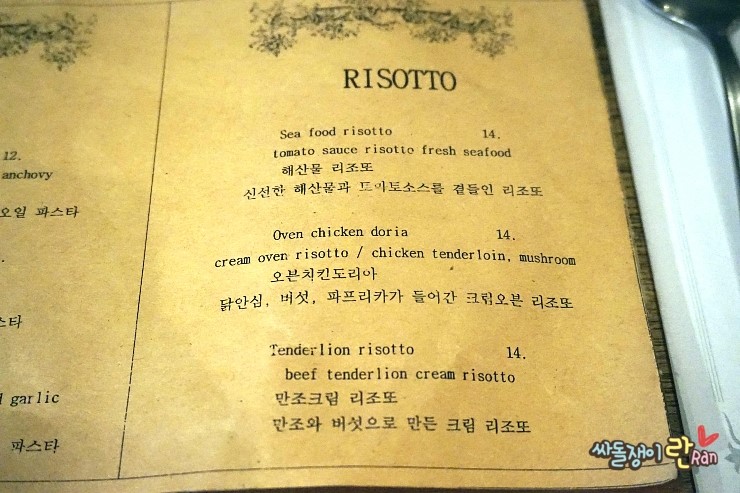 12.
anchovy
오일 파스타
스타
garlic
파스타
RISOTTO
Sea food risotto 14.
tomato sauce risotto fresh seafood
해산물 리조또
신선한 해산물과 토마토소스를 곁들인 리조또
Oven chicken doria 14.
cream oven risotto / chicken tenderloin, mushroom
오븐치킨도리아
닭안심, 버섯, 파프리카가 들어간 크림오븐 리조또
Tenderlion risotto 14.
beef tenderlion cream risotto
만조크림 리조또
만조와 버섯으로 만든 크림 리조또
싸돌쟁이 란 Ran